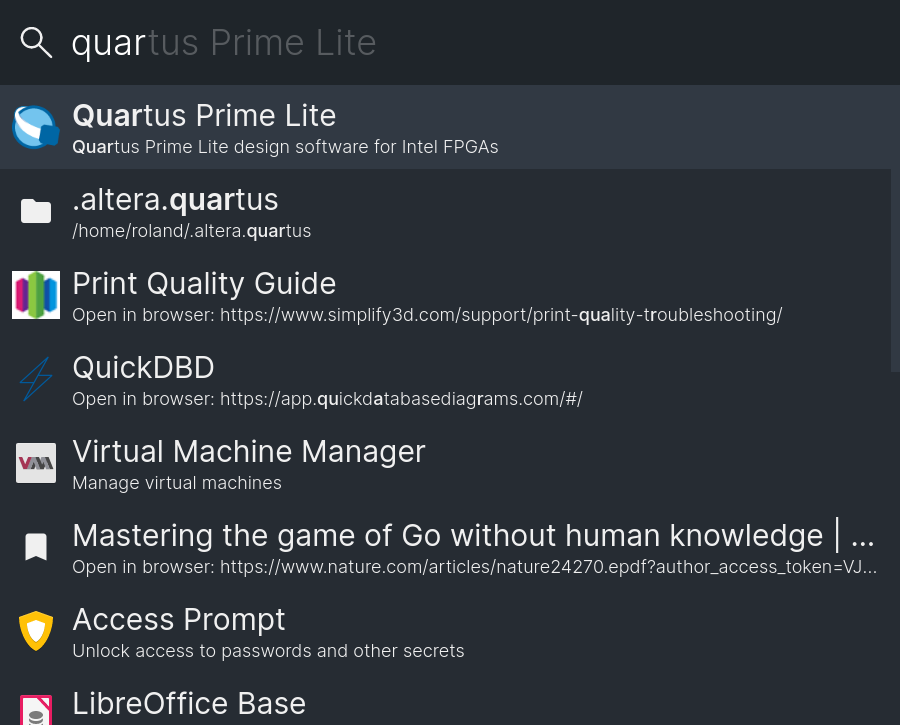 quartus Prime Lite
Quartus Prime Lite
Quartus Prime Lite design software for Intel FPGAs
.altera.quartus
/home/roland/.altera.quartus
Print Quality Guide
Open in browser: https://www.simplify3d.com/support/print-quality-troubleshooting/
QuickDBD
Open in browser: https://app.quickdatabasediagrams.com/#/
VMM
Virtual Machine Manager
Manage virtual machines
Mastering the game of Go without human knowledge | ...
Open in browser: https://www.nature.com/articles/nature24270.epdf?author_access_token=VJ...
Access Prompt
Unlock access to passwords and other secrets
LibreOffice Base